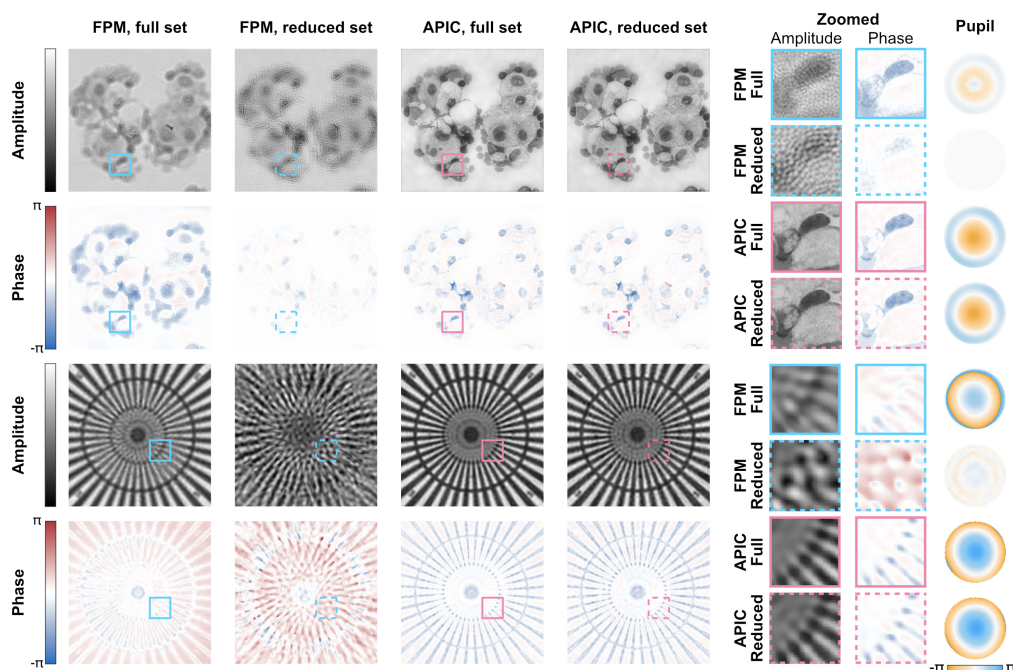 FPM, full set
FPM, reduced set
APIC, full set
APIC, reduced set
Zoomed
Amplitude
Phase
Pupil
Amplitude
π
Phase
-π
Amplitude
π
Phase
-π
FPM
Full
FPM
Reduced
APIC
Full
APIC
Reduced
FPM
Full
FPM
Reduced
APIC
Full
APIC
Reduced
-π
π